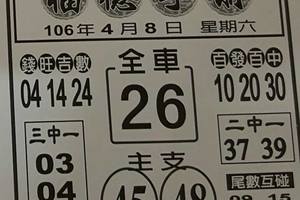 106年4月8日 星期六
錢旺吉數
04 14 24
全車
26
百發百中
10 20 30
三中一
03
04
主支
45 48
二中一
37 39
尾數互碰